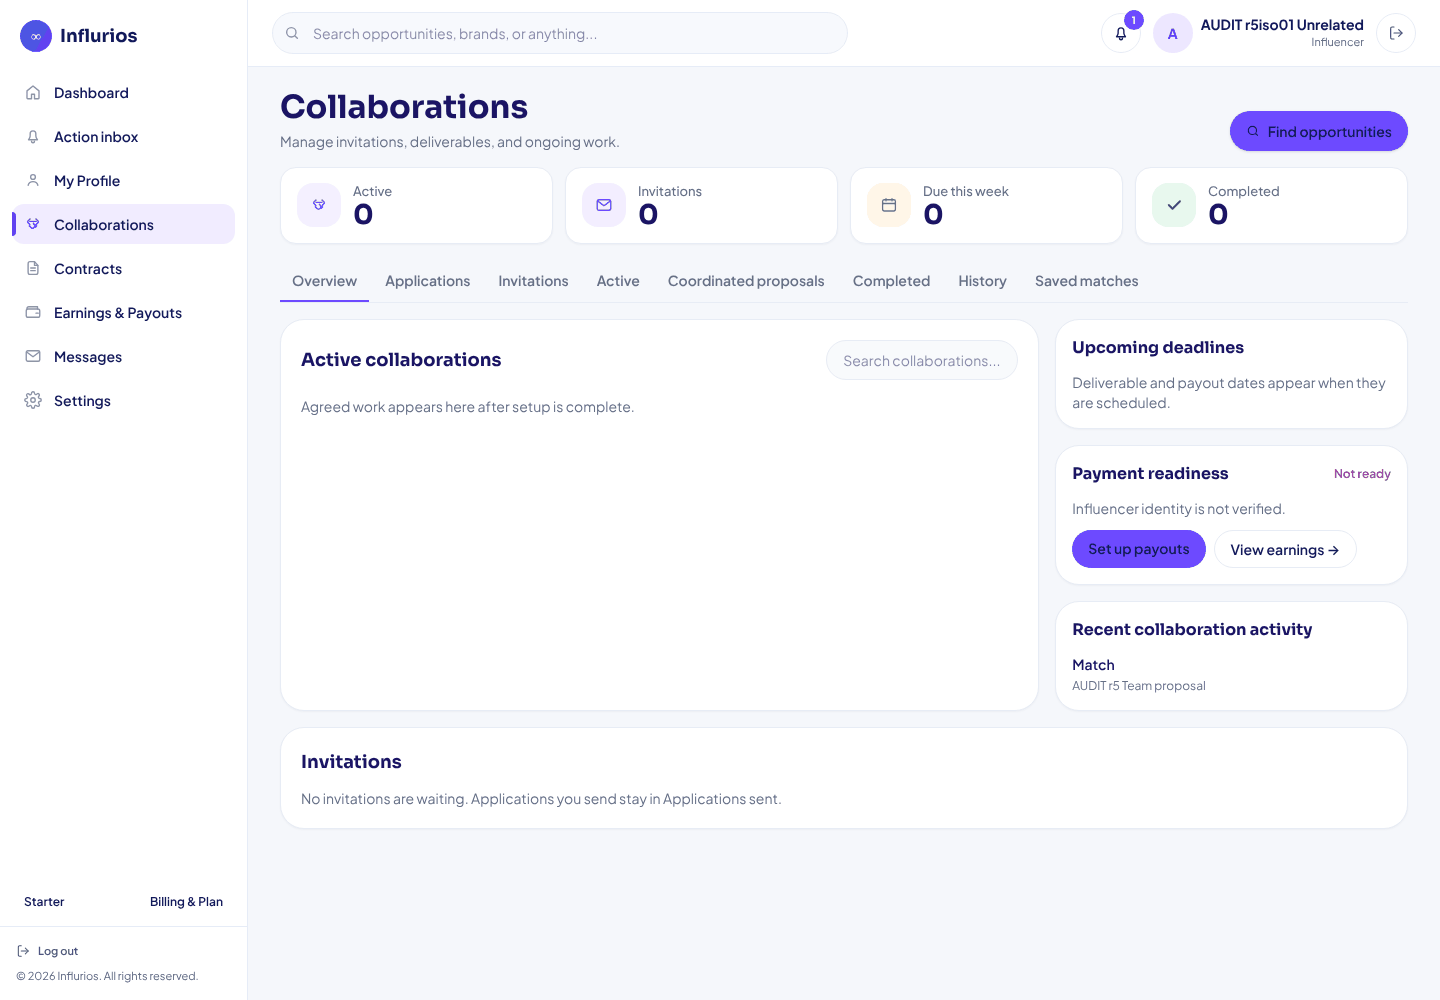 Influrios
Dashboard
Action inbox
My Profile
Collaborations
Contracts
Earnings & Payouts
Messages
Settings
Starter
Billing & Plan
Log out
© 2026 Influrios. All rights reserved.
Search opportunities, brands, or anything...
1
A
AUDIT r5iso01 Unrelated
Influencer
Collaborations
Manage invitations, deliverables, and ongoing work.
Find opportunities
Active
0
Invitations
0
Due this week
0
Completed
0
Overview
Applications
Invitations
Active
Coordinated proposals
Completed
History
Saved matches
Active collaborations
Search collaborations...
Agreed work appears here after setup is complete.
Upcoming deadlines
Deliverable and payout dates appear when they
are scheduled.
Payment readiness
Not ready
Influencer identity is not verified.
Set up payouts
View earnings →
Recent collaboration activity
Match
AUDIT r5 Team proposal
Invitations
No invitations are waiting. Applications you send stay in Applications sent.